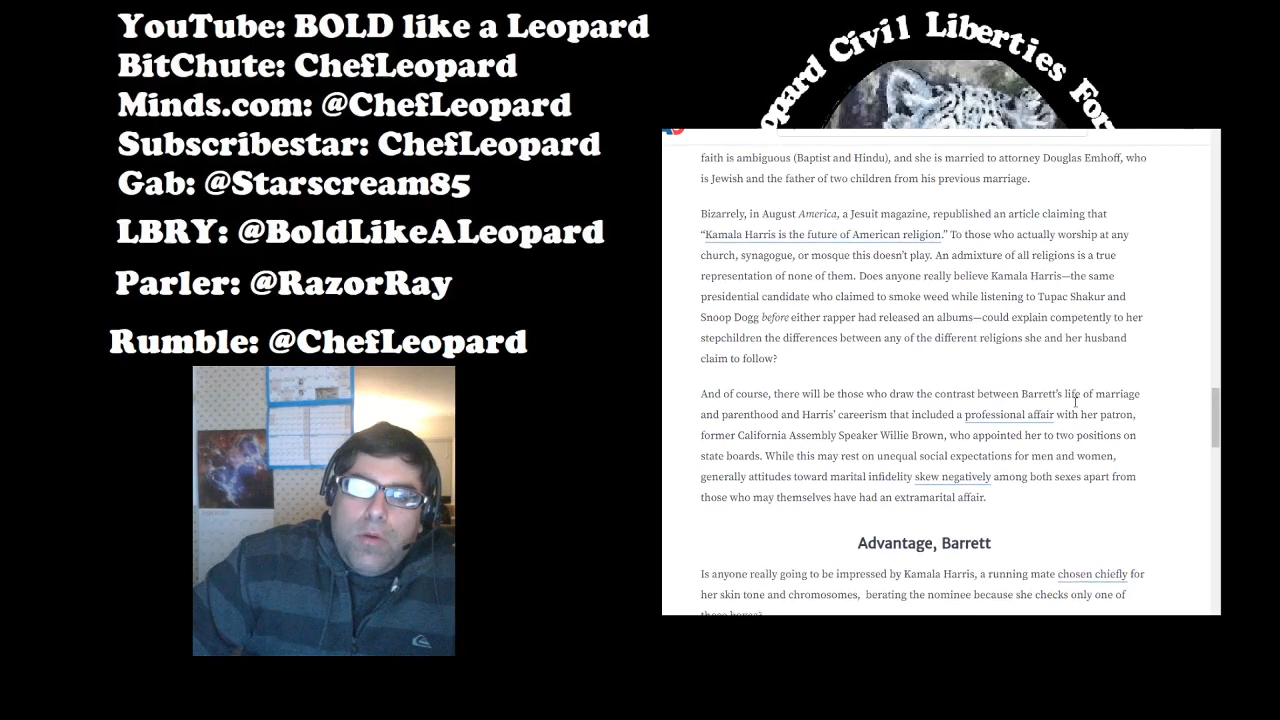 YouTube: BOLD like a Leopard
BitChute: ChefLeopard
Minds.com: @ChefLeopard
Subscribestar: ChefLeopard
Gab: @Starscream85
LBRY: @BoldLikeALeopard
Parler: @RazorRay
Rumble: @ChefLeopard
Civil Liberties
faith is ambiguous (Baptist and Hindu), and she is married to attorney Douglas Emhoff, who
is Jewish and the father of two children from his previous marriage.
Bizarrely, in August America, a Jesuit magazine, republished an article claiming that
“Kamala Harris is the future of American religion.” To those who actually worship at any
church, synagogue, or mosque this doesn’t play. An admixture of all religions is a true
representation of none of them. Does anyone really believe Kamala Harris—the same
presidential candidate who claimed to smoke weed while listening to Tupac Shakur and
Snoop Dogg before either rapper had released an albums—could explain competently to her
stepchildren the differences between any of the different religions she and her husband
claim to follow?
And of course, there will be those who draw the contrast between Barrett’s life of marriage
and parenthood and Harris’ careerism that included a professional affair with her patron,
former California Assembly Speaker Willie Brown, who appointed her to two positions on
state boards. While this may rest on unequal social expectations for men and women,
generally attitudes toward marital infidelity skew negatively among both sexes apart from
those who may themselves have had an extramarital affair.
Advantage, Barrett
Is anyone really going to be impressed by Kamala Harris, a running mate chosen chiefly for
her skin tone and chromosomes, berating the nominee because she checks only one of